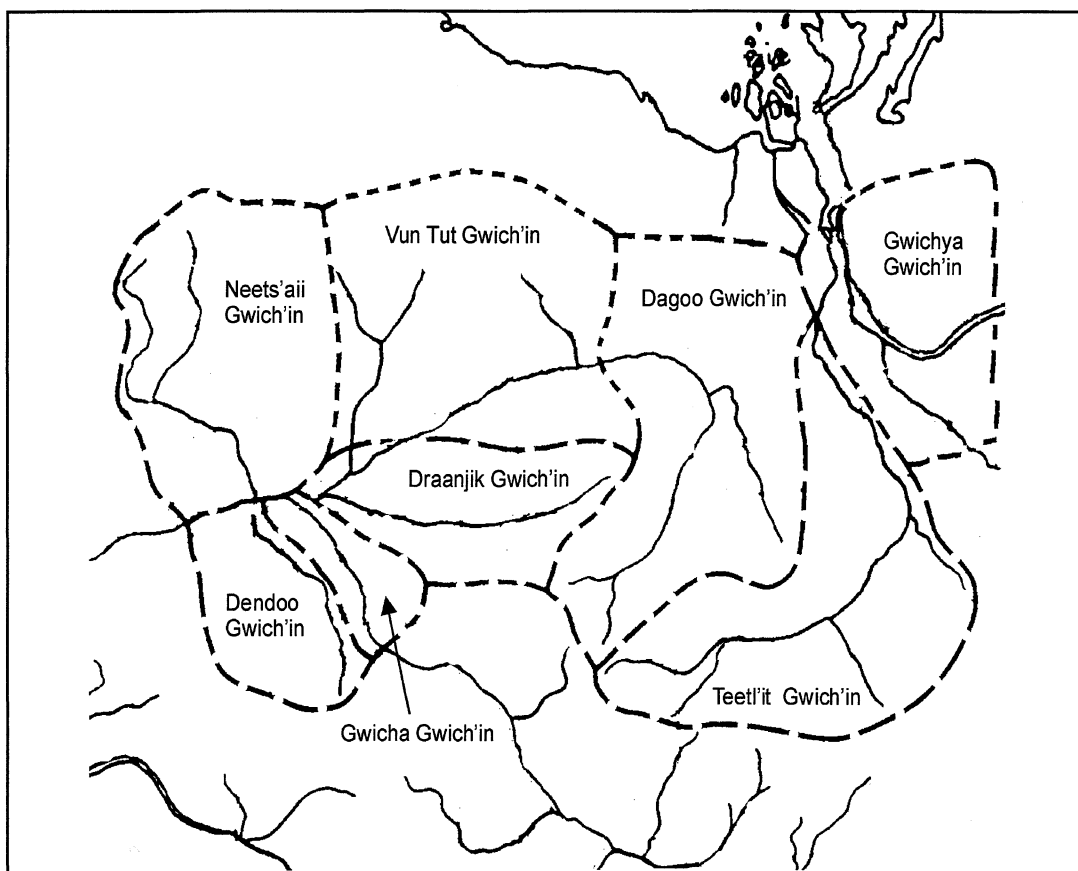 Vun Tut Gwich'in
Gwichya
Gwich'in
Neets'aii
Gwich'in
Dagoo Gwich'in
Draanjik Gwich'in
Dendoo
Gwich'in
Teetl'it Gwich'in
Gwicha Gwich'in